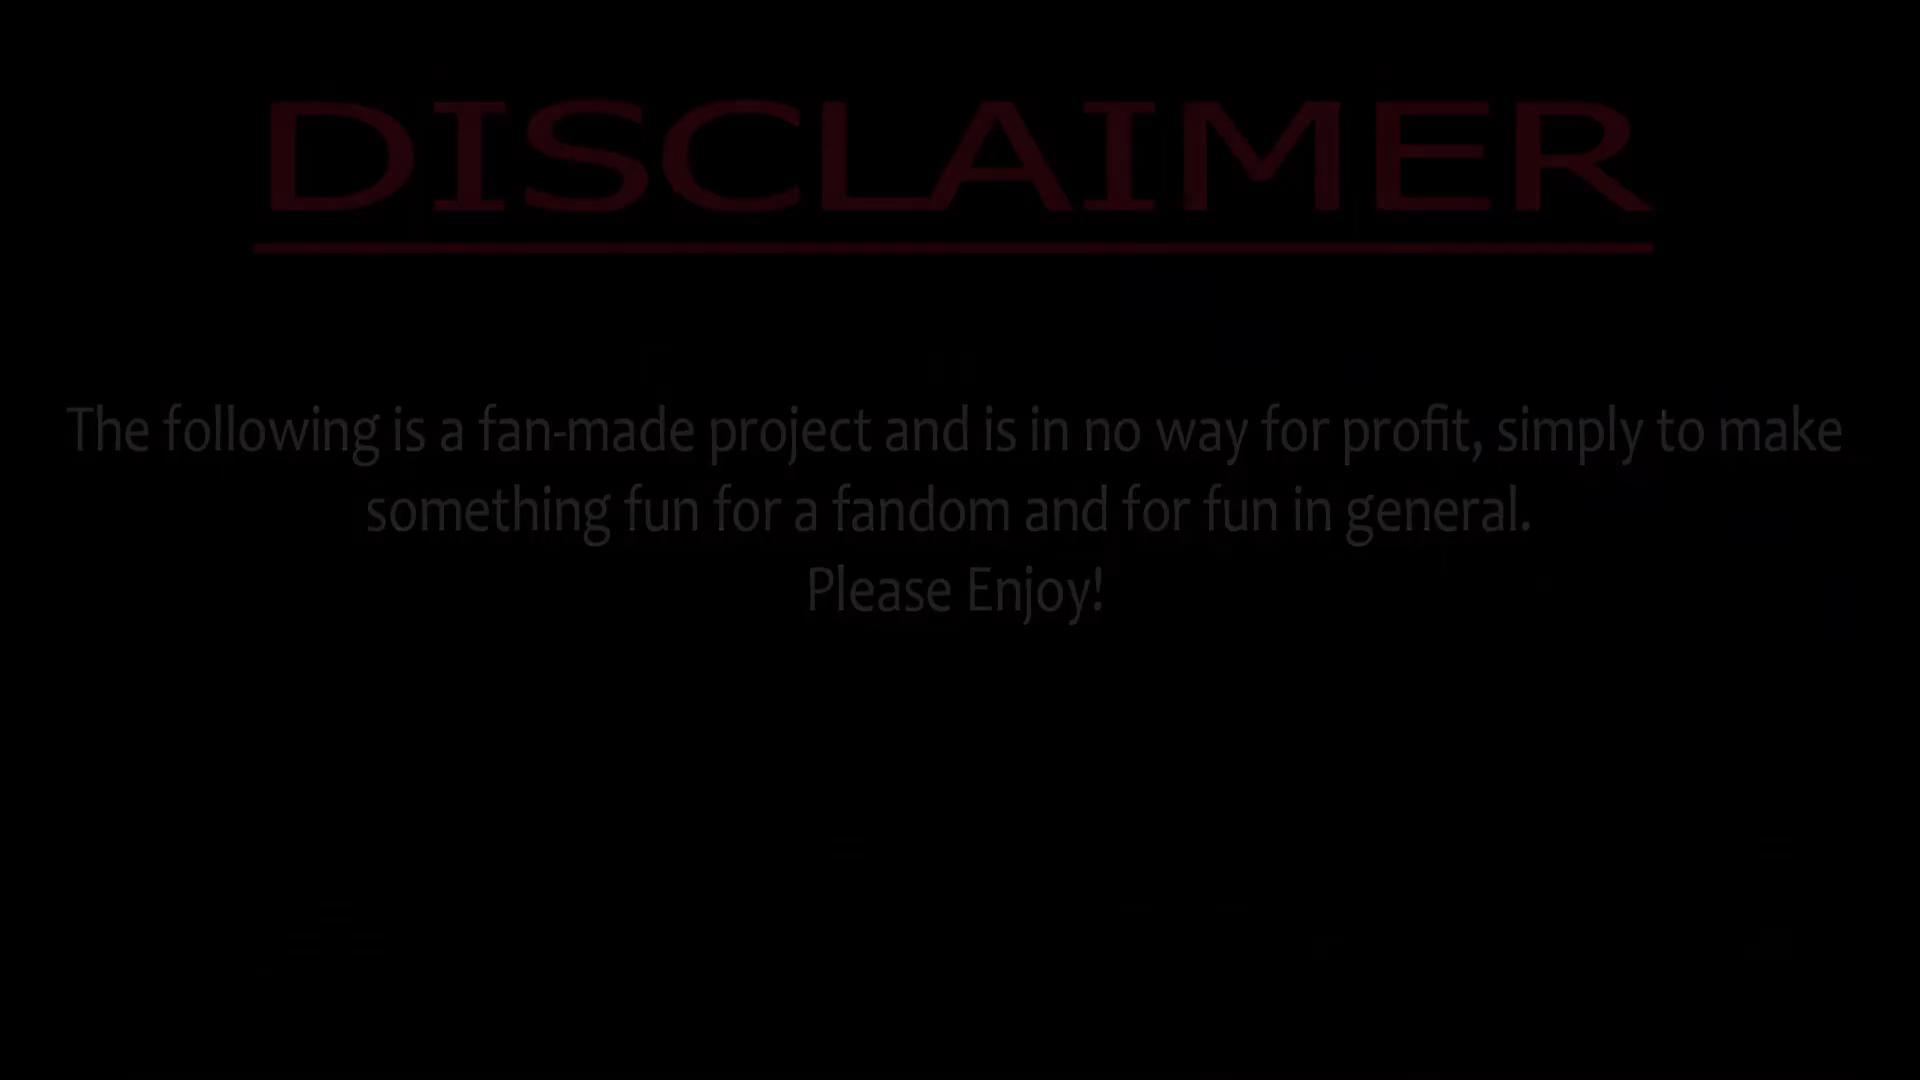 DISCLAIMER
The following is a fan-made project and is in no way for profit, simply to make
something fun for a fandom and for fun in general.
Please Enjoy!